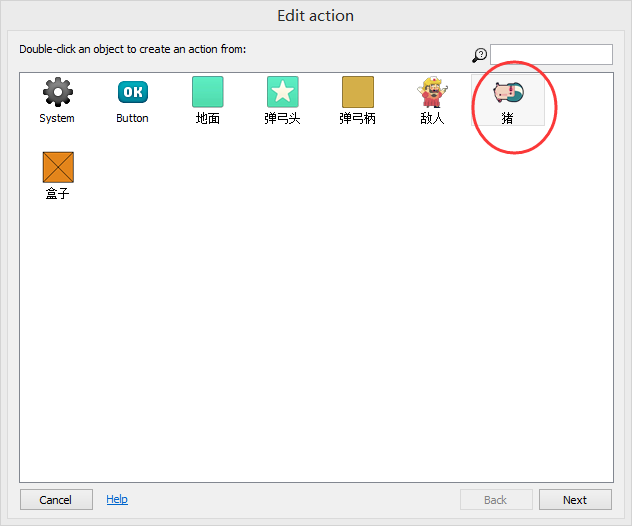 Edit action
Double-click an object to create an action from:
OK
System
Button
地面
弹弓头
弹弓柄
敌人
猪
盒子
Cancel
Help
Back
Next